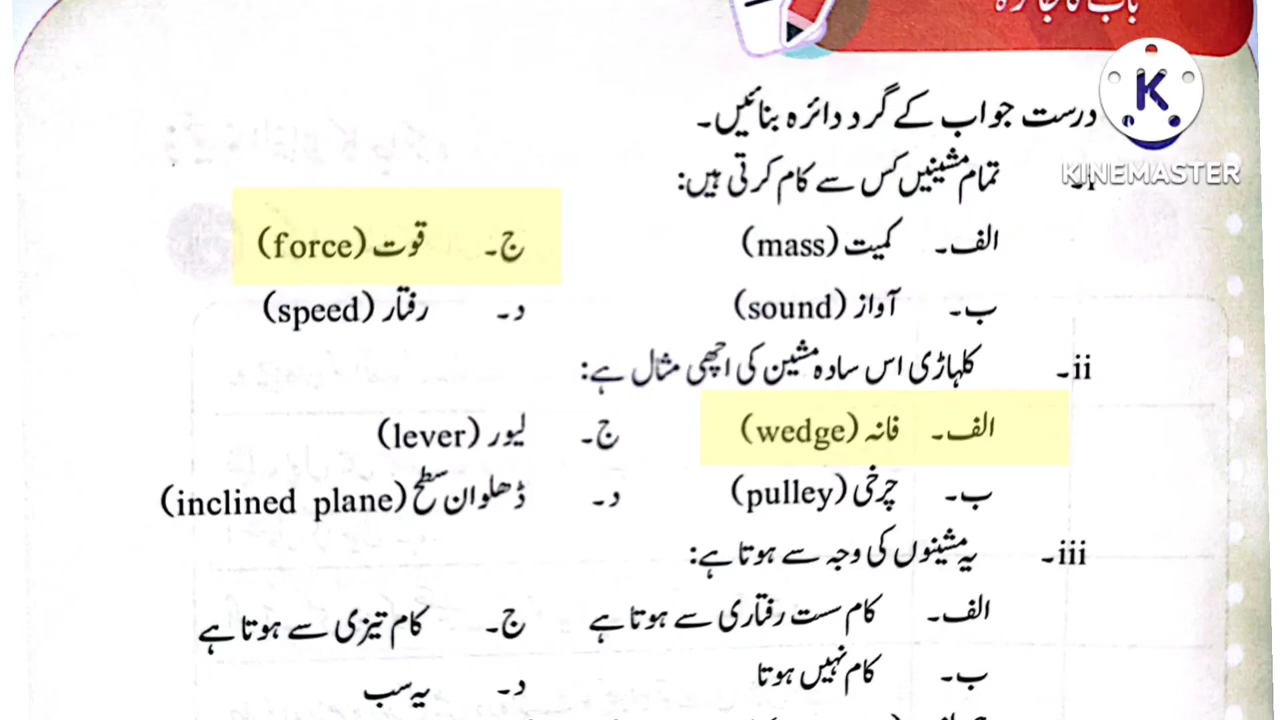 باب کا جائزہ
درست جواب کے گرد دائرہ بنائیں۔
KINEMASTER
تمام مشینیں کس سے کام کرتی ہیں:
الف۔ کمیت (mass) ج۔ قوت (force)
ب۔ آواز (sound) د۔ رفتار (speed)
ii۔ کلہاڑی اس سادہ مشین کی اچھی مثال ہے:
الف۔ فانہ (wedge) ج۔ لیور (lever)
ب۔ چرخی (pulley) د۔ ڈھلوان سطح (inclined plane)
iii۔ یہ مشینوں کی وجہ سے ہوتا ہے:
الف۔ کام سست رفتاری سے ہوتا ہے ج۔ کام تیزی سے ہوتا ہے
ب۔ کام نہیں ہوتا د۔ یہ سب